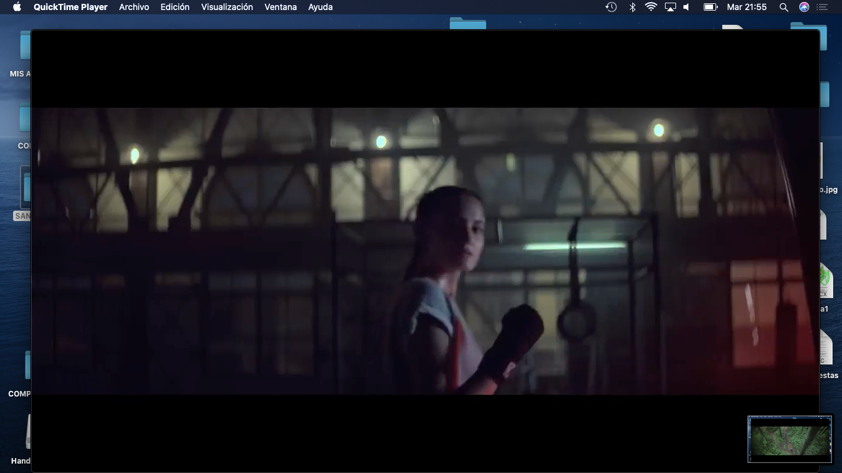 QuickTime Player Archivo Edición Visualización Ventana Ayuda Mar 21:55
MIS A
CO
SAN
COMP
Hand
o.jpg
a1
estas